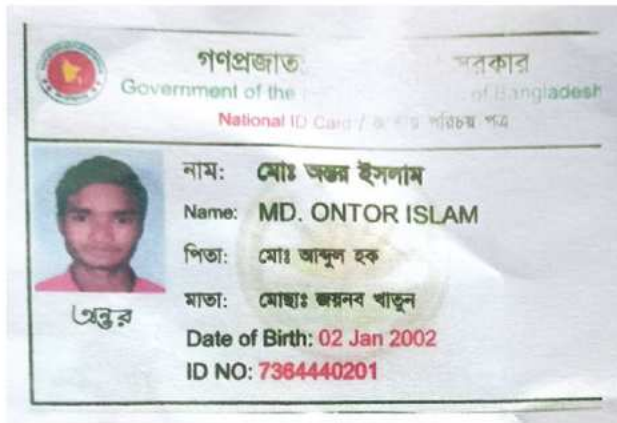 গণপ্রজাত সরকার
Government of the of Bangladesh
National ID Card / পরিচয় পত্র
নাম: মোঃ অন্তর ইসলাম
Name: MD. ONTOR ISLAM
পিতা: মোঃ আব্দুল হক
মাতা: মোছাঃ জয়নব খাতুন
অন্তর
Date of Birth: 02 Jan 2002
ID NO: 7364440201